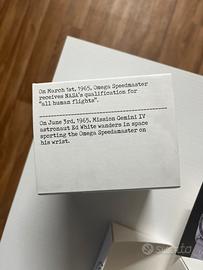 On March 1st, 1965, Omega Speedmaster
receives NASA's qualification for
"all human flights".
On June 3rd, 1965, Mission Gemini IV
astronaut Ed White wanders in space
sporting the Omega Speedmaster on
his wrist.
subito